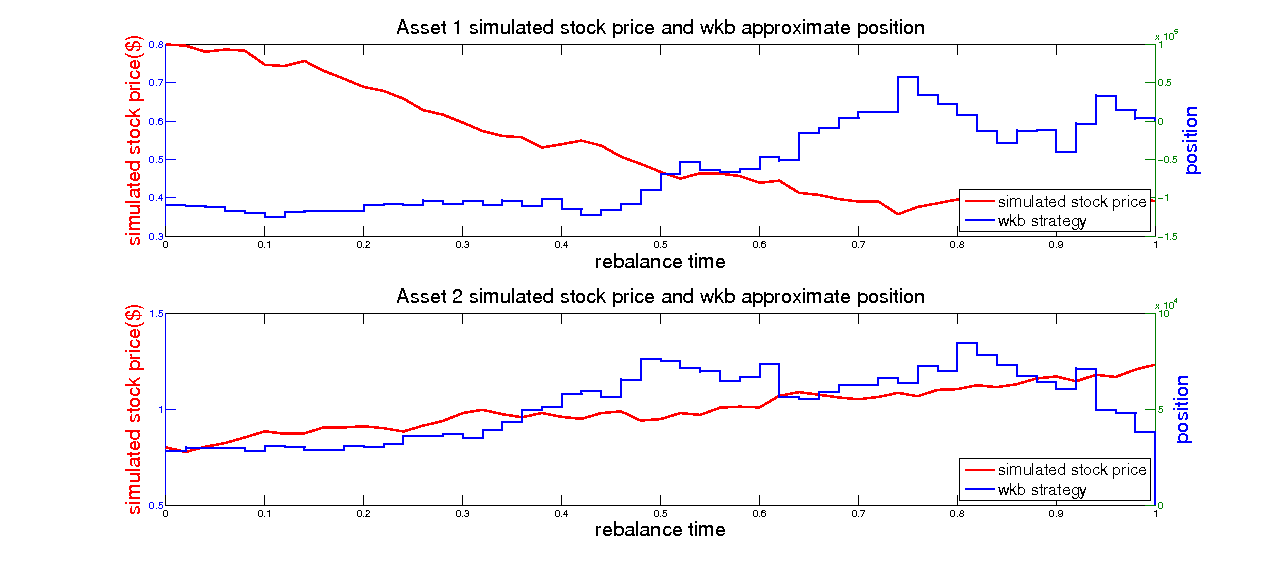 Asset 1 simulated stock price and wkb approximate position
simulated stock price($)
0.8
0.7
0.6
0.5
0.4
0.3
x 10^5
1
0.5
0
−0.5
−1
−1.5
position
simulated stock price
wkb strategy
0 0.1 0.2 0.3 0.4 0.5 0.6 0.7 0.8 0.9 1
rebalance time
Asset 2 simulated stock price and wkb approximate position
simulated stock price($)
1.5
1
0.5
x 10^4
10
5
0
position
simulated stock price
wkb strategy
0 0.1 0.2 0.3 0.4 0.5 0.6 0.7 0.8 0.9 1
rebalance time